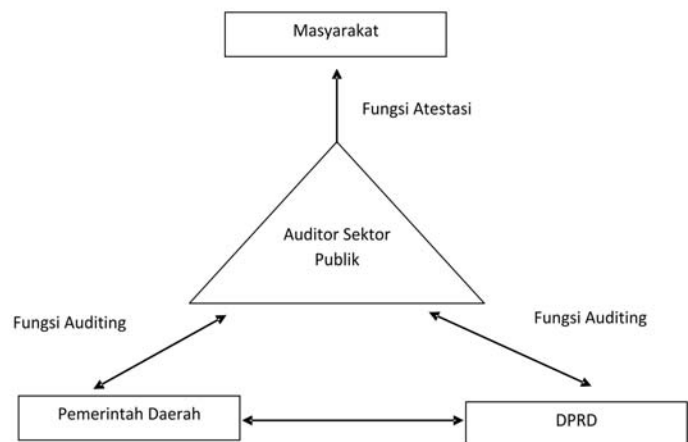 Masyarakat
Fungsi Atestasi
Auditor Sektor
Publik
Fungsi Auditing
Fungsi Auditing
Pemerintah Daerah
DPRD